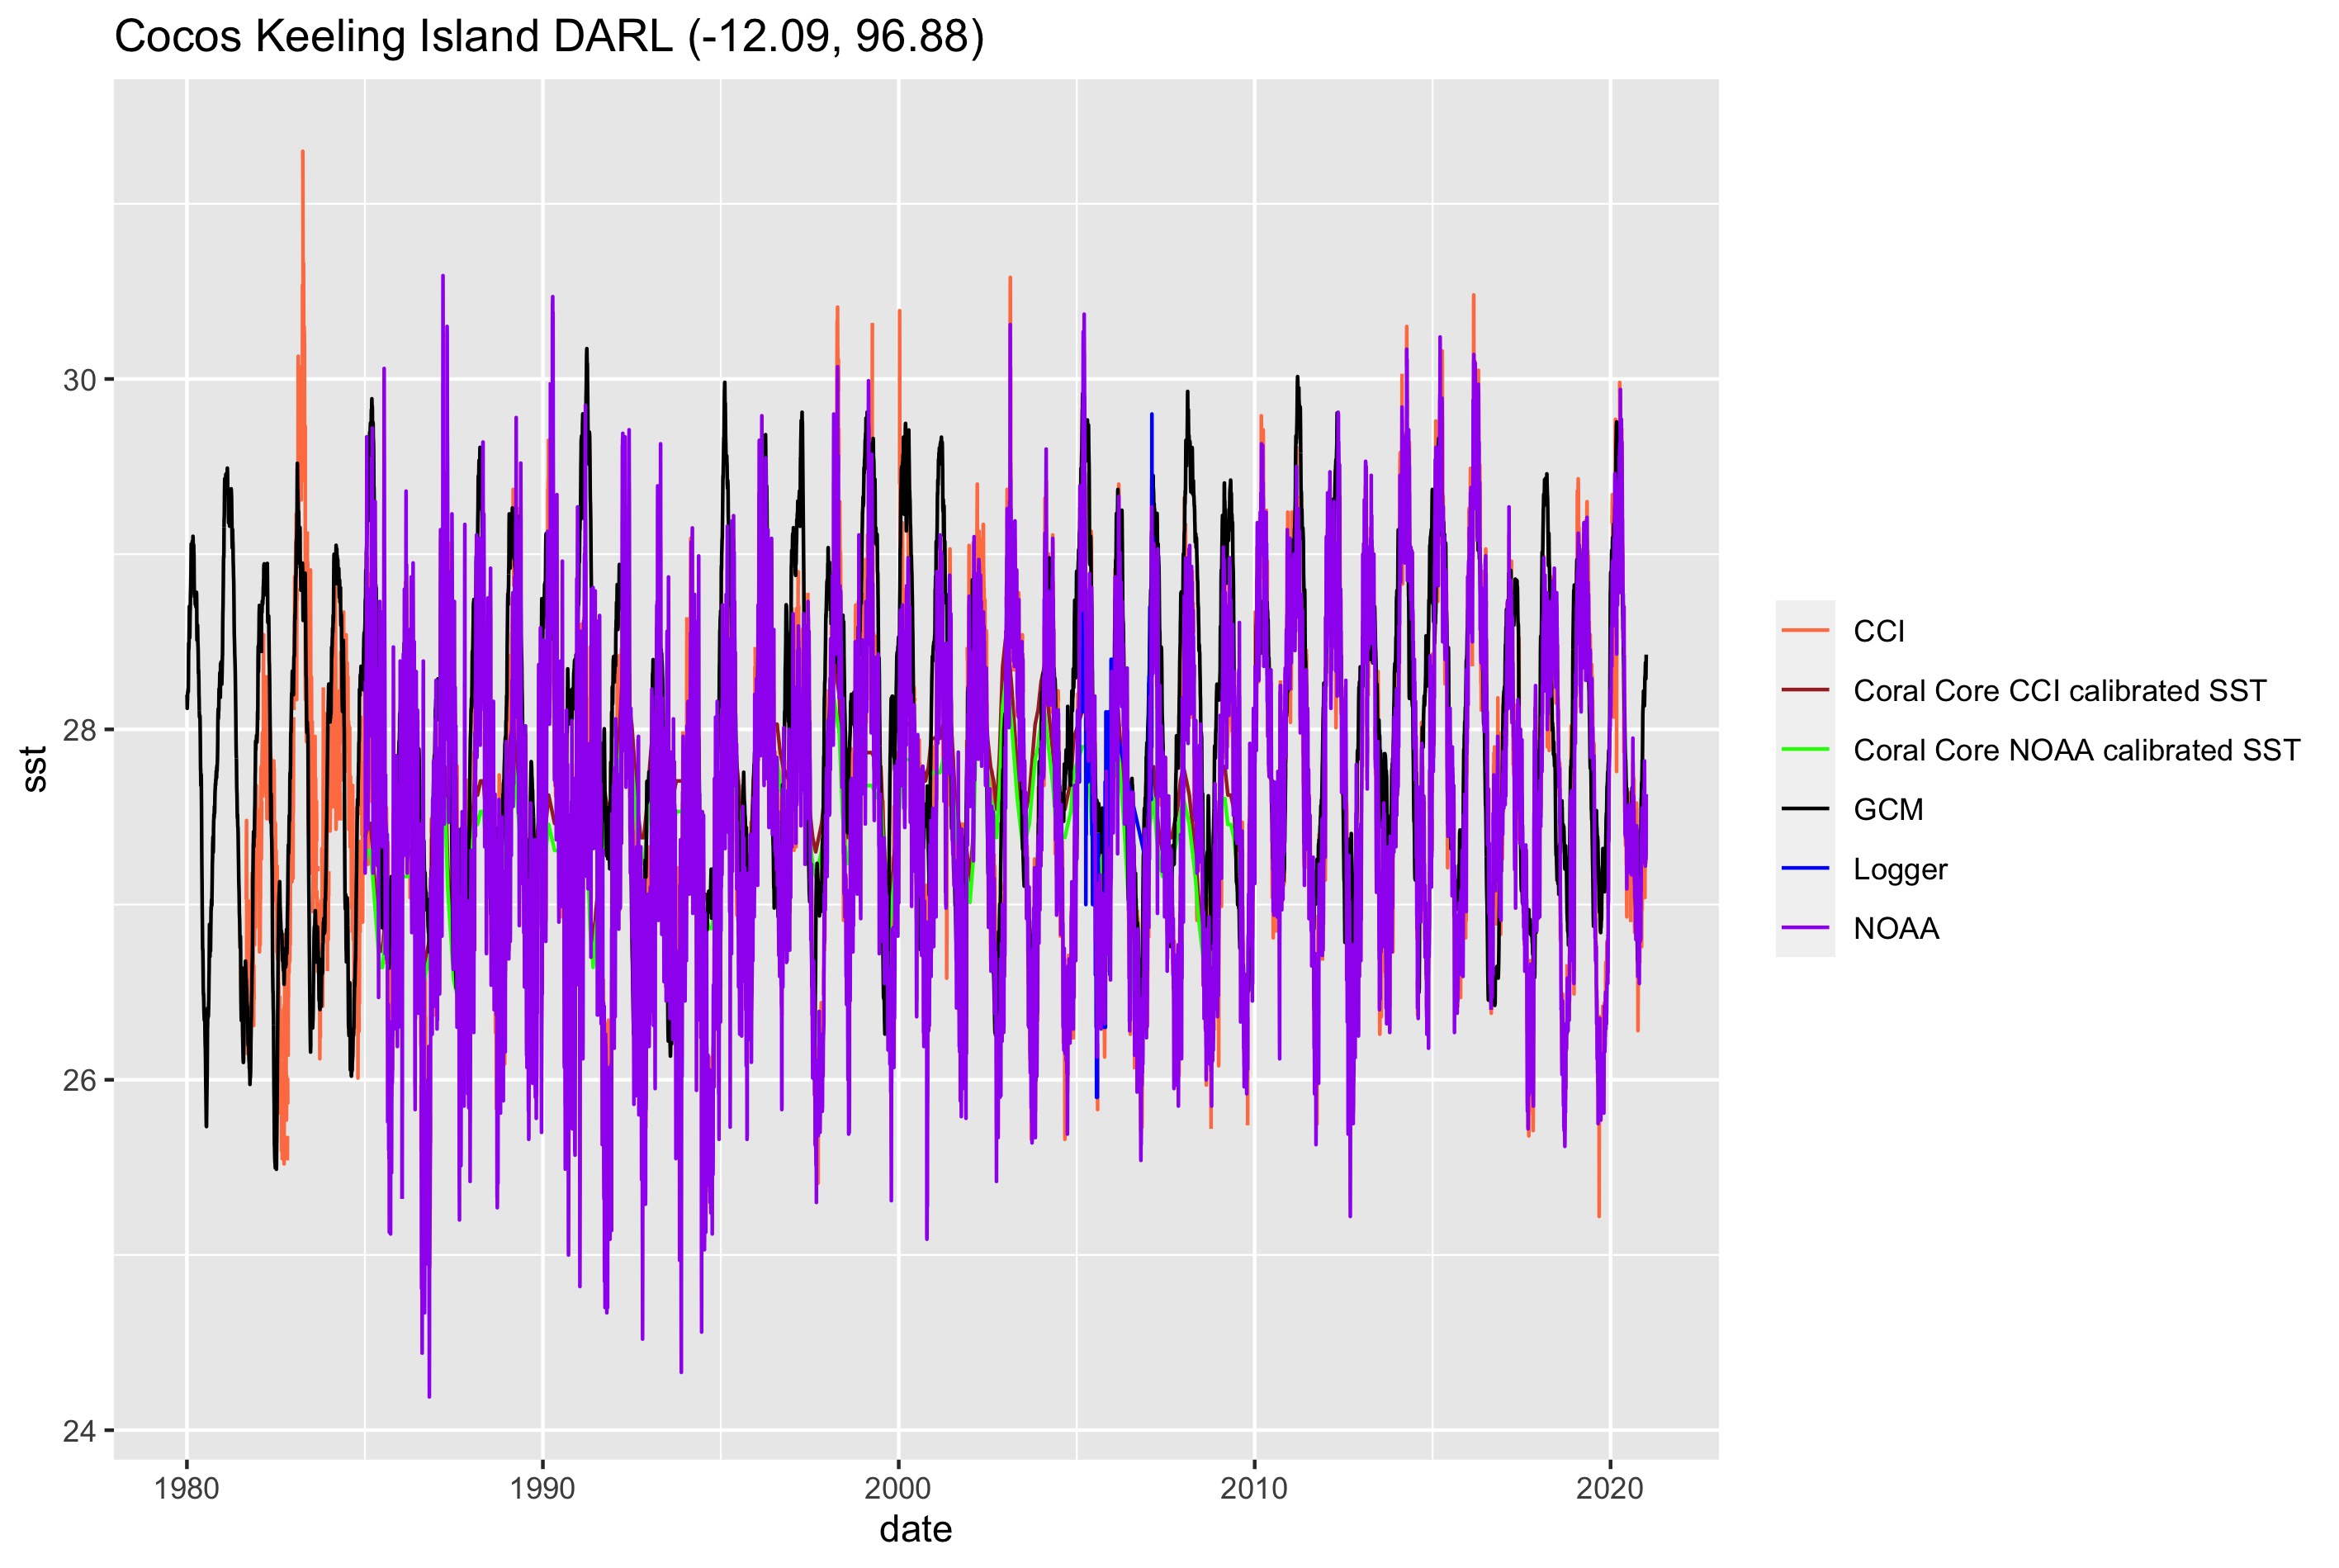 Cocos Keeling Island DARL (-12.09, 96.88)
30
28
26
24
sst
1980
1990
2000
2010
2020
date
CCI
Coral Core CCI calibrated SST
Coral Core NOAA calibrated SST
GCM
Logger
NOAA